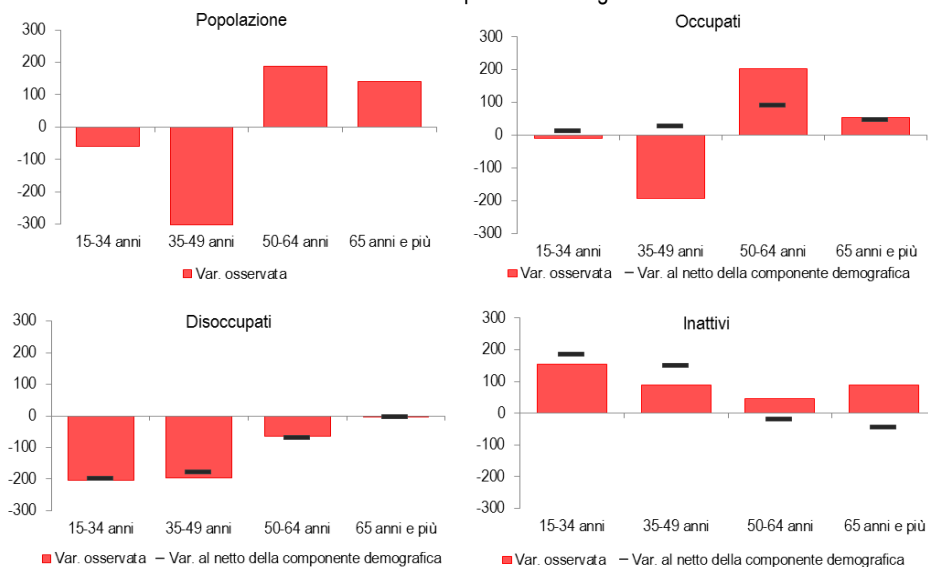 Popolazione
300
200
100
0
-100
-200
-300
15-34 anni 35-49 anni 50-64 anni 65 anni e più
Var. osservata
Occupati
300
200
100
0
-100
-200
-300
15-34 anni 35-49 anni 50-64 anni 65 anni e più
Var. osservata Var. al netto della componente demografica
Disoccupati
300
200
100
0
-100
-200
-300
15-34 anni 35-49 anni 50-64 anni 65 anni e più
Var. osservata Var. al netto della componente demografica
Inattivi
300
200
100
0
-100
-200
-300
15-34 anni 35-49 anni 50-64 anni 65 anni e più
Var. osservata Var. al netto della componente demografica